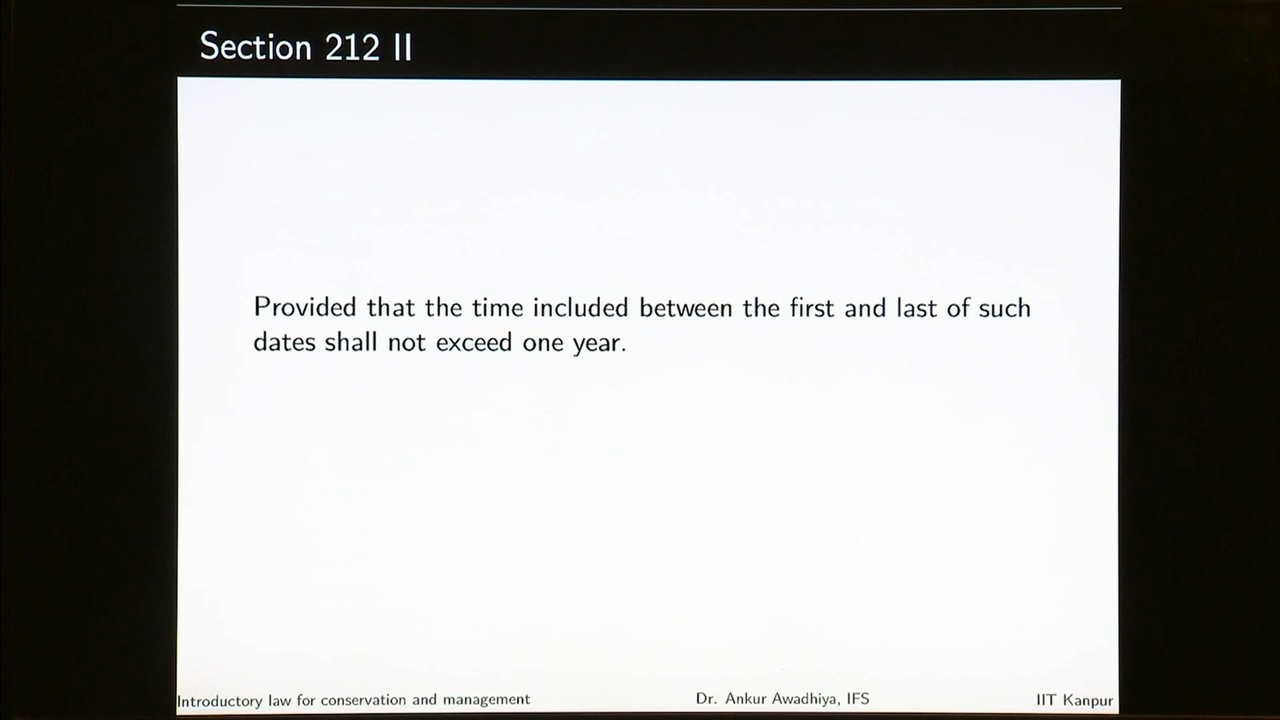 Section 212 II
Provided that the time included between the first and last of such
dates shall not exceed one year.
Introductory law for conservation and management
Dr. Ankur Awadhiya, IFS
IIT Kanpur